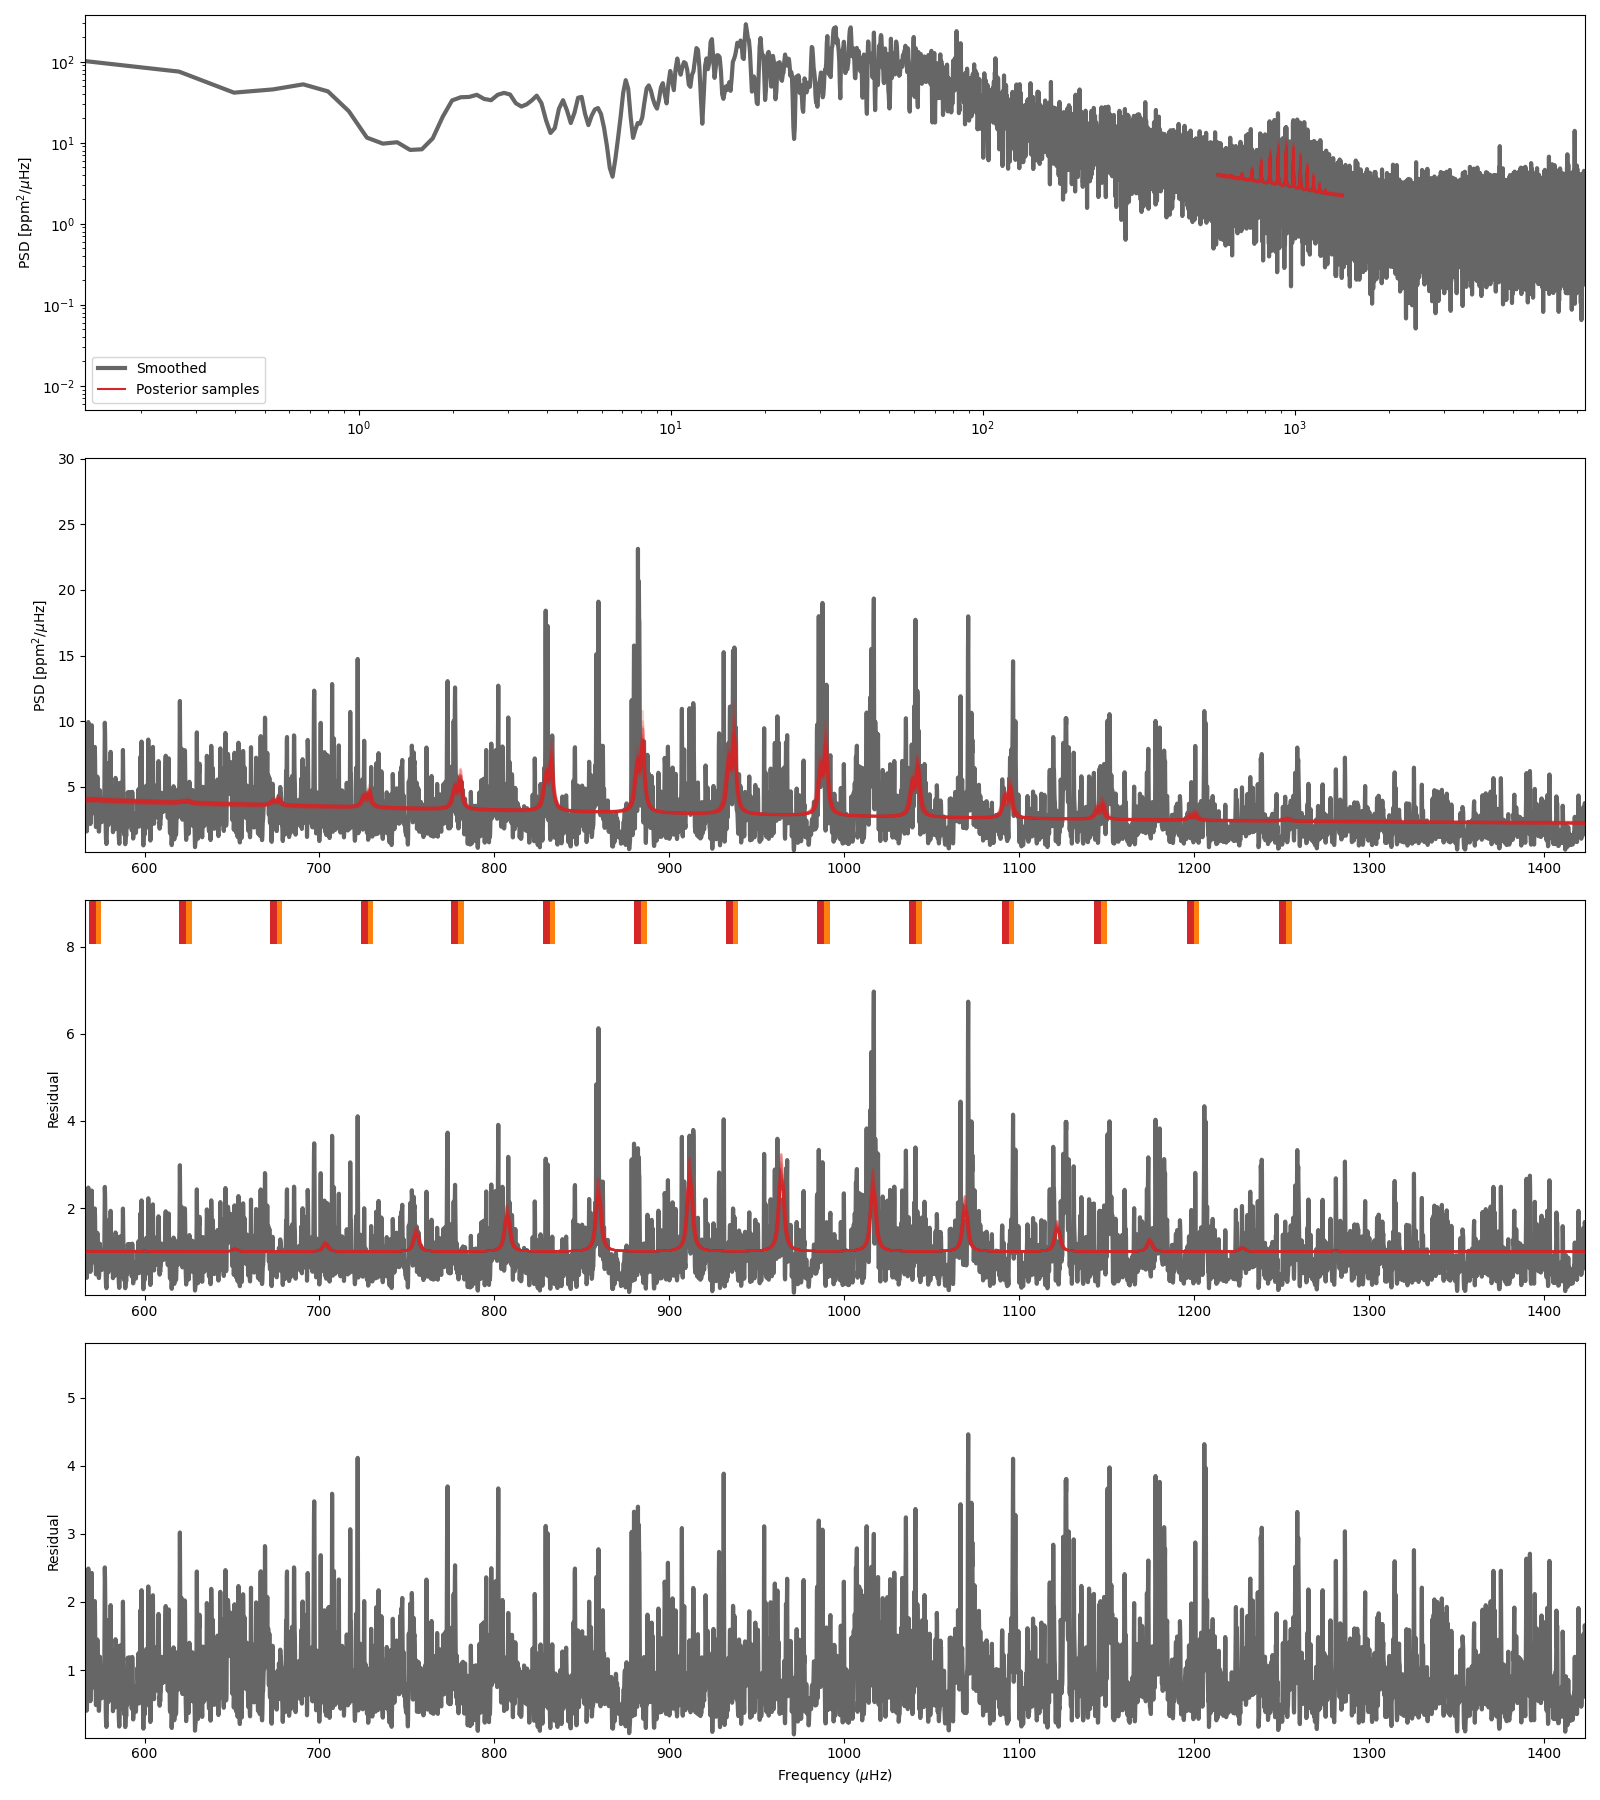 10²
10¹
10⁰
10⁻¹
10⁻²
PSD [ppm²/μHz]
Smoothed
Posterior samples
10⁰ 10¹ 10² 10³
30
25
20
15
10
5
PSD [ppm²/μHz]
600 700 800 900 1000 1100 1200 1300 1400
8
6
4
2
Residual
600 700 800 900 1000 1100 1200 1300 1400
5
4
3
2
1
Residual
600 700 800 900 1000 1100 1200 1300 1400
Frequency (μHz)